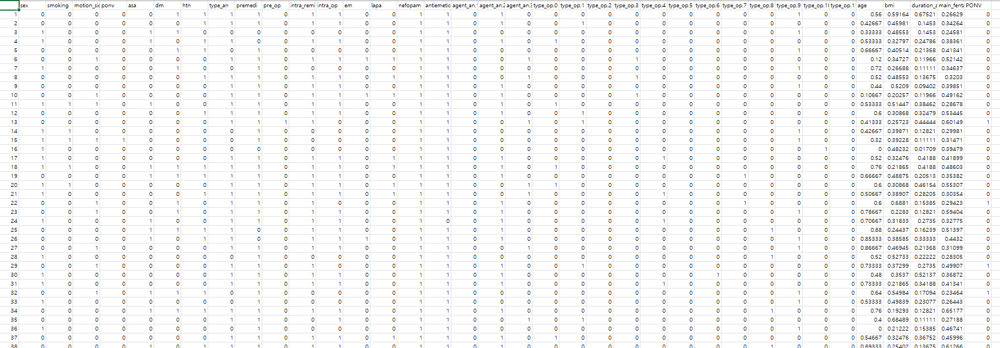 sex smoking motion_sic ponv asa dm htn type_an premedi pre_op intra_remi intra_op em lapa nefopam antiemetic agent_an.1 agent_an.2 agent_an.3 type_op.0 type_op.1 type_op.2 type_op.3 type_op.4 type_op.5 type_op.6 type_op.7 type_op.8 type_op.9 type_op.10 type_op.11 age bmi duration_a main_fenta PONV
1 0 0 0 0 0 1 1 1 1 0 1 1 0 0 1 1 0 1 0 0 0 0 0 0 0 0 0 0 1 0 0 0.56 0.59164 0.67521 0.26629 0
2 0 0 0 0 0 0 1 1 1 0 1 1 0 0 1 1 0 1 0 0 1 0 0 0 0 0 0 0 0 0 0 0.42667 0.45981 0.1453 0.34264 0
3 1 0 0 0 1 1 0 0 0 0 0 0 0 0 1 1 0 0 0 0 0 0 0 0 0 0 0 0 1 0 0 0.33333 0.48553 0.1453 0.24581 0
4 1 0 0 0 1 0 1 1 0 0 1 1 0 0 1 1 0 1 0 1 0 0 0 0 0 0 0 0 0 0 0 0.53333 0.32797 0.24786 0.38361 0
5 0 0 0 0 0 1 1 0 1 0 0 0 0 0 1 1 0 0 0 0 0 0 0 0 0 0 0 0 1 0 0 0.66667 0.40514 0.21368 0.41341 0
6 0 0 1 0 0 0 0 1 1 0 1 1 1 1 1 1 0 0 1 0 0 0 1 0 0 0 0 0 0 0 0 0.12 0.34727 0.11966 0.52142 0
7 1 0 0 0 0 1 0 0 1 0 0 0 0 0 1 1 0 0 0 0 0 0 0 0 0 0 0 0 1 0 0 0.72 0.26688 0.11111 0.34637 0
8 0 0 0 0 0 0 1 1 1 0 1 1 0 1 1 1 0 0 1 0 0 0 1 0 0 0 0 0 0 0 0 0.52 0.48553 0.13675 0.3203 0
9 0 0 0 0 0 0 0 1 1 0 1 1 0 0 1 1 0 1 0 0 0 0 0 0 0 0 0 0 1 0 0 0.44 0.5209 0.09402 0.39851 0
10 0 0 1 0 0 0 0 1 1 0 1 1 1 1 1 1 0 1 0 0 0 0 1 0 0 0 0 0 0 0 0 0.10667 0.20257 0.11966 0.49162 0
11 1 1 1 0 1 0 0 1 1 0 1 1 0 0 1 1 0 1 0 1 0 0 0 0 0 0 0 0 0 0 0 0.53333 0.51447 0.38462 0.28678 0
12 0 0 0 0 0 0 1 1 1 0 1 1 0 0 1 1 0 1 0 0 1 0 0 0 0 0 0 0 0 0 0 0.6 0.30868 0.32479 0.53445 0
13 0 0 0 0 0 0 0 1 1 1 1 0 0 0 1 1 0 0 1 0 1 0 0 0 0 0 0 0 0 0 0 0.41333 0.25723 0.44444 0.60149 1
14 1 1 0 0 0 0 0 0 1 0 0 0 0 0 1 1 0 0 0 0 0 0 0 0 0 0 0 0 1 0 0 0.42667 0.39871 0.12821 0.29981 0
15 1 1 1 1 0 0 0 0 1 0 0 0 0 0 1 1 0 0 0 0 0 0 0 0 0 0 0 0 1 0 0 0.32 0.39228 0.11111 0.31471 0
16 1 0 0 0 0 0 0 0 0 0 0 0 0 0 1 1 0 0 0 0 0 0 0 0 0 0 0 0 0 1 0 0 0.48232 0.01709 0.39479 0
17 1 0 0 0 0 0 0 1 1 0 1 1 0 1 1 1 0 1 0 0 0 0 0 1 0 0 0 0 0 0 0 0.52 0.32476 0.4188 0.41899 0
18 1 1 0 0 1 1 1 1 1 0 1 1 0 1 1 1 0 1 0 1 0 0 0 0 0 0 0 0 0 0 0 0.76 0.21865 0.4188 0.48603 0
19 0 0 0 0 1 1 1 1 1 0 1 1 0 0 1 1 0 1 0 0 0 0 0 0 0 0 1 0 0 0 0 0.66667 0.48875 0.20513 0.35382 0
20 1 1 0 0 0 0 0 1 1 0 1 1 0 1 1 1 0 0 1 1 0 0 0 0 0 0 0 0 0 0 0 0.6 0.30868 0.46154 0.55307 0
21 1 0 0 0 0 0 1 1 1 0 1 1 0 1 1 1 0 0 1 0 0 0 0 1 0 0 0 0 0 0 0 0.50667 0.38907 0.28205 0.30354 0
22 0 0 1 0 0 1 0 1 1 0 1 0 0 0 1 1 0 1 0 0 0 0 0 0 0 0 1 0 0 0 0 0.6 0.6881 0.15385 0.29423 1
23 0 0 1 0 0 1 0 1 1 0 1 1 0 0 1 1 0 1 0 0 0 0 0 0 0 0 0 0 1 0 0 0.78667 0.2283 0.12821 0.59404 0
24 1 0 0 0 1 0 0 1 1 0 1 1 0 0 1 0 0 1 0 0 0 0 0 1 0 0 0 0 0 0 0 0.70667 0.31833 0.2735 0.32775 0
25 0 0 0 0 1 1 1 1 0 0 1 1 0 0 1 1 0 1 0 0 0 0 0 0 0 0 0 1 0 0 0 0.88 0.24437 0.16239 0.51397 0
26 0 0 0 0 1 0 1 1 0 0 1 1 1 0 1 1 0 1 0 0 0 0 0 0 0 0 0 0 1 0 0 0.85333 0.38585 0.33333 0.4432 0
27 0 0 1 0 0 0 0 1 1 0 1 1 0 0 1 1 0 0 1 0 0 0 0 0 0 0 0 0 1 0 0 0.86667 0.46945 0.21368 0.31099 0
28 1 0 0 0 0 0 0 0 1 0 0 0 0 0 1 1 0 0 0 0 0 0 0 0 0 0 0 1 0 0 0 0.52 0.52733 0.22222 0.28305 0
29 0 0 1 0 0 0 0 1 1 0 1 0 0 0 1 1 0 1 0 0 1 0 0 0 0 0 0 0 0 0 0 0.73333 0.37299 0.2735 0.49907 1
30 1 0 0 0 0 0 0 1 1 0 1 1 0 0 1 1 0 1 0 0 0 0 0 0 0 1 0 0 0 0 0 0.48 0.3537 0.52137 0.36872 0
31 1 0 0 0 0 0 0 1 1 0 1 1 0 0 1 1 0 1 0 0 0 0 0 1 0 0 0 0 0 0 0 0.73333 0.21865 0.34188 0.41341 0
32 0 0 1 0 1 1 1 0 1 0 0 0 0 0 1 1 0 0 0 0 0 0 0 0 0 0 0 0 1 0 0 0.64 0.54984 0.17094 0.23464 1
33 1 0 0 0 0 0 0 0 1 0 0 0 0 0 1 1 0 0 0 0 0 0 0 0 0 0 0 0 1 0 0 0.53333 0.49839 0.23077 0.26443 0
34 0 0 0 0 1 1 1 1 1 0 1 1 0 0 1 1 0 1 0 0 0 0 0 0 0 0 0 1 0 0 0 0.76 0.19293 0.12821 0.65177 0
35 0 0 0 0 0 0 0 1 1 0 0 1 0 0 1 1 0 0 1 0 1 0 0 0 0 0 0 0 0 0 0 0.4 0.68489 0.11111 0.27188 0
36 1 0 0 0 0 0 0 0 1 0 0 0 0 0 1 1 0 0 0 0 0 0 0 0 0 0 0 0 1 0 0 0 0.21222 0.15385 0.46741 0
37 0 0 0 0 0 0 0 1 1 0 1 1 0 1 1 1 0 1 0 1 0 0 0 0 0 0 0 0 0 0 0 0.54667 0.32476 0.36752 0.45996 0
38 0 0 0 0 1 0 1 1 1 0 1 1 0 0 1 1 0 1 0 0 0 0 0 0 0 0 0 1 0 0 0 0.89333 0.25402 0.13675 0.61266 0